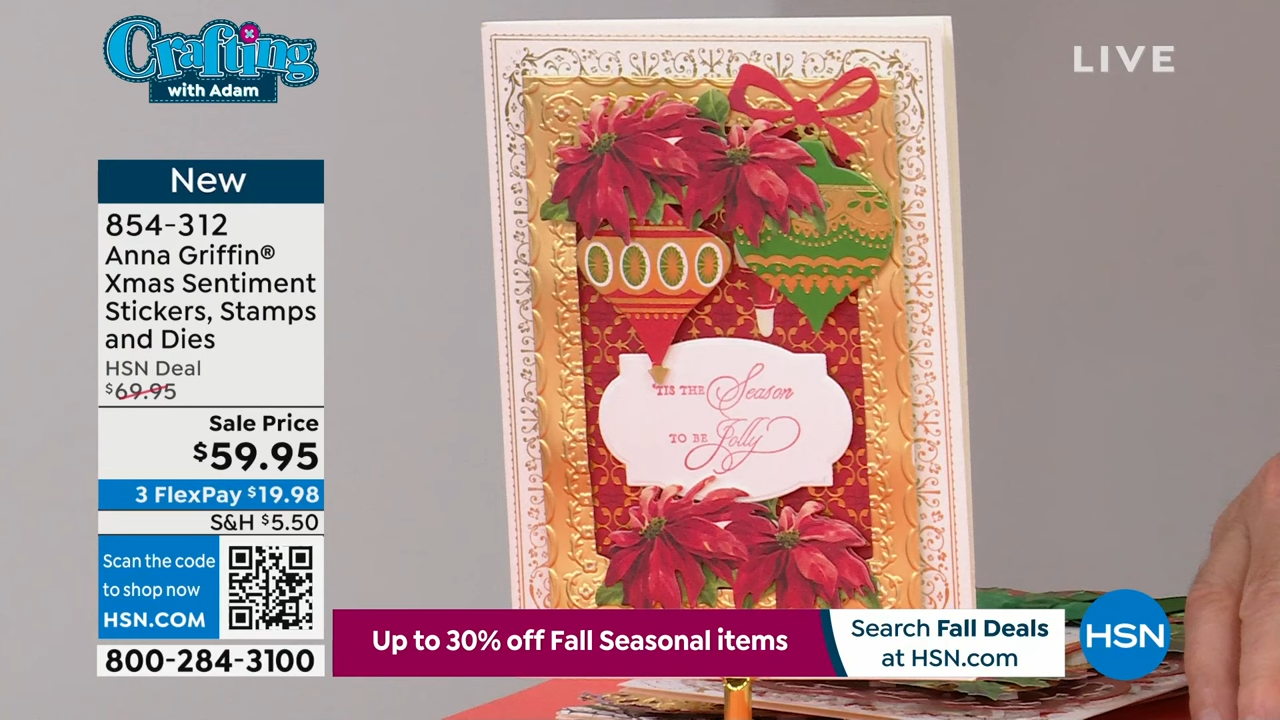 Crafting
with Adam
LIVE
New
854-312
Anna Griffin®
Xmas Sentiment
Stickers, Stamps
and Dies
HSN Deal
$69.95
Sale Price
$59.95
3 FlexPay $19.98
S&H $5.50
Scan the code
to shop now
HSN.COM
800-284-3100
'TIS THE Season
TO BE Jolly
Up to 30% off Fall Seasonal items
Search Fall Deals
at HSN.com
HSN